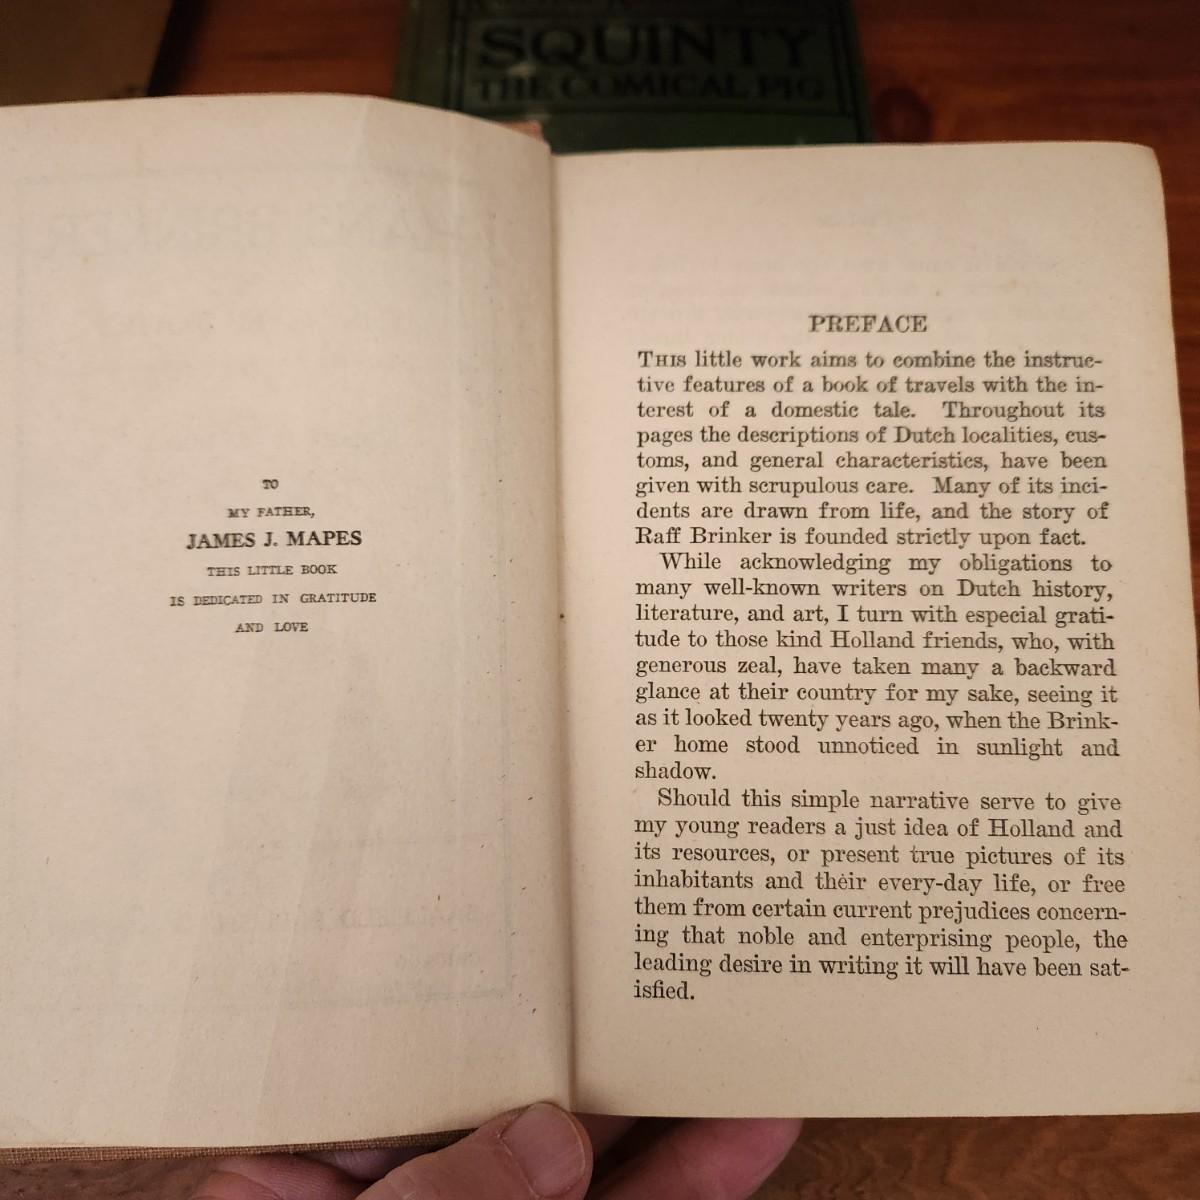 SQUINTY
THE COMICAL PIG
TO
MY FATHER,
JAMES J. MAPES
THIS LITTLE BOOK
IS DEDICATED IN GRATITUDE
AND LOVE
PREFACE
THIS little work aims to combine the instruc-
tive features of a book of travels with the in-
terest of a domestic tale. Throughout its
pages the descriptions of Dutch localities, cus-
toms, and general characteristics, have been
given with scrupulous care. Many of its inci-
dents are drawn from life, and the story of
Raff Brinker is founded strictly upon fact.
While acknowledging my obligations to
many well-known writers on Dutch history,
literature, and art, I turn with especial grati-
tude to those kind Holland friends, who, with
generous zeal, have taken many a backward
glance at their country for my sake, seeing it
as it looked twenty years ago, when the Brink-
er home stood unnoticed in sunlight and
shadow.
Should this simple narrative serve to give
my young readers a just idea of Holland and
its resources, or present true pictures of its
inhabitants and their every-day life, or free
them from certain current prejudices concern-
ing that noble and enterprising people, the
leading desire in writing it will have been sat-
isfied.